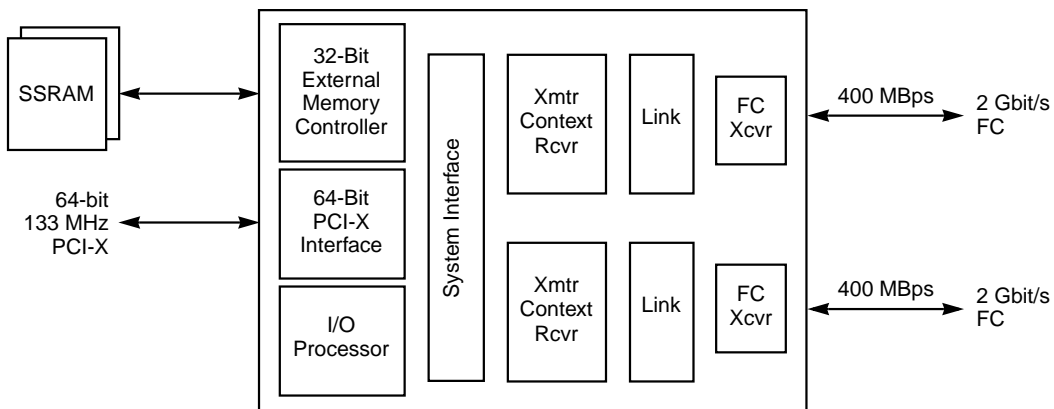 SSRAM
64-bit
133 MHz
PCI-X
32-Bit
External
Memory
Controller
64-Bit
PCI-X
Interface
I/O
Processor
System Interface
Xmtr
Context
Rcvr
Link
FC
Xcvr
400 MBps
2 Gbit/s
FC
Xmtr
Context
Rcvr
Link
FC
Xcvr
400 MBps
2 Gbit/s
FC